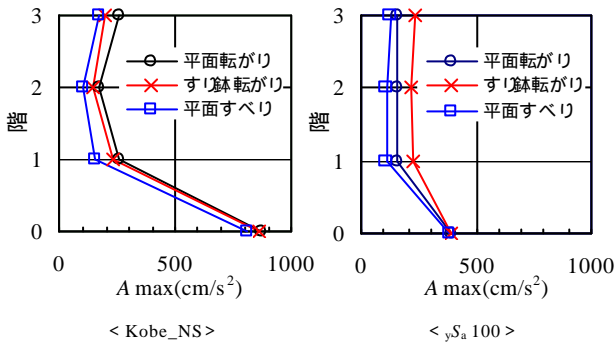 3
2
1
0
階
平面転がり
すり鉢転がり
平面すべり
0 500 1000
A max(cm/s²)
< Kobe_NS >
3
2
1
0
階
平面転がり
すり鉢転がり
平面すべり
0 500 1000
A max(cm/s²)
< ySa 100 >